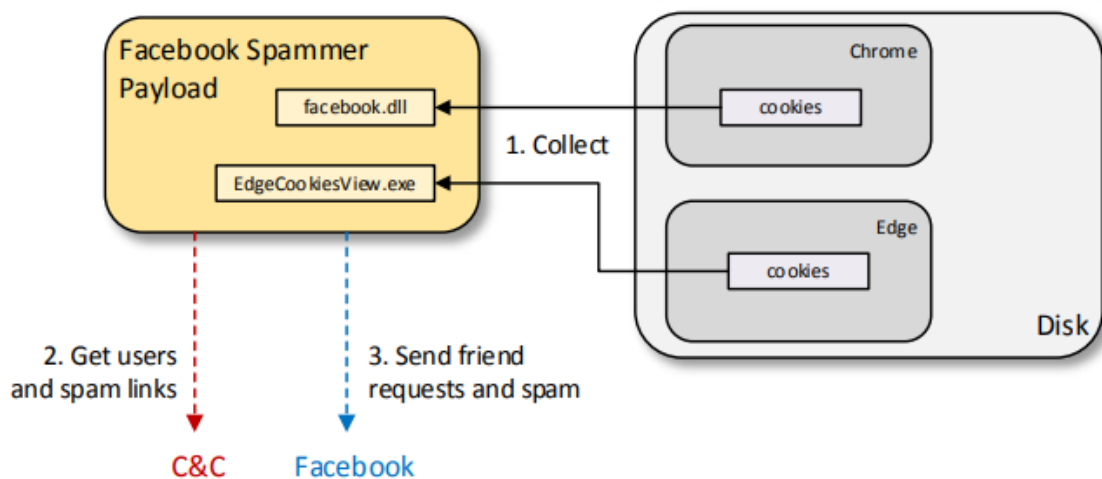 Facebook Spammer
Payload
facebook.dll
EdgeCookiesView.exe
1. Collect
Chrome
cookies
Edge
cookies
Disk
2. Get users
and spam links
3. Send friend
requests and spam
C&C
Facebook